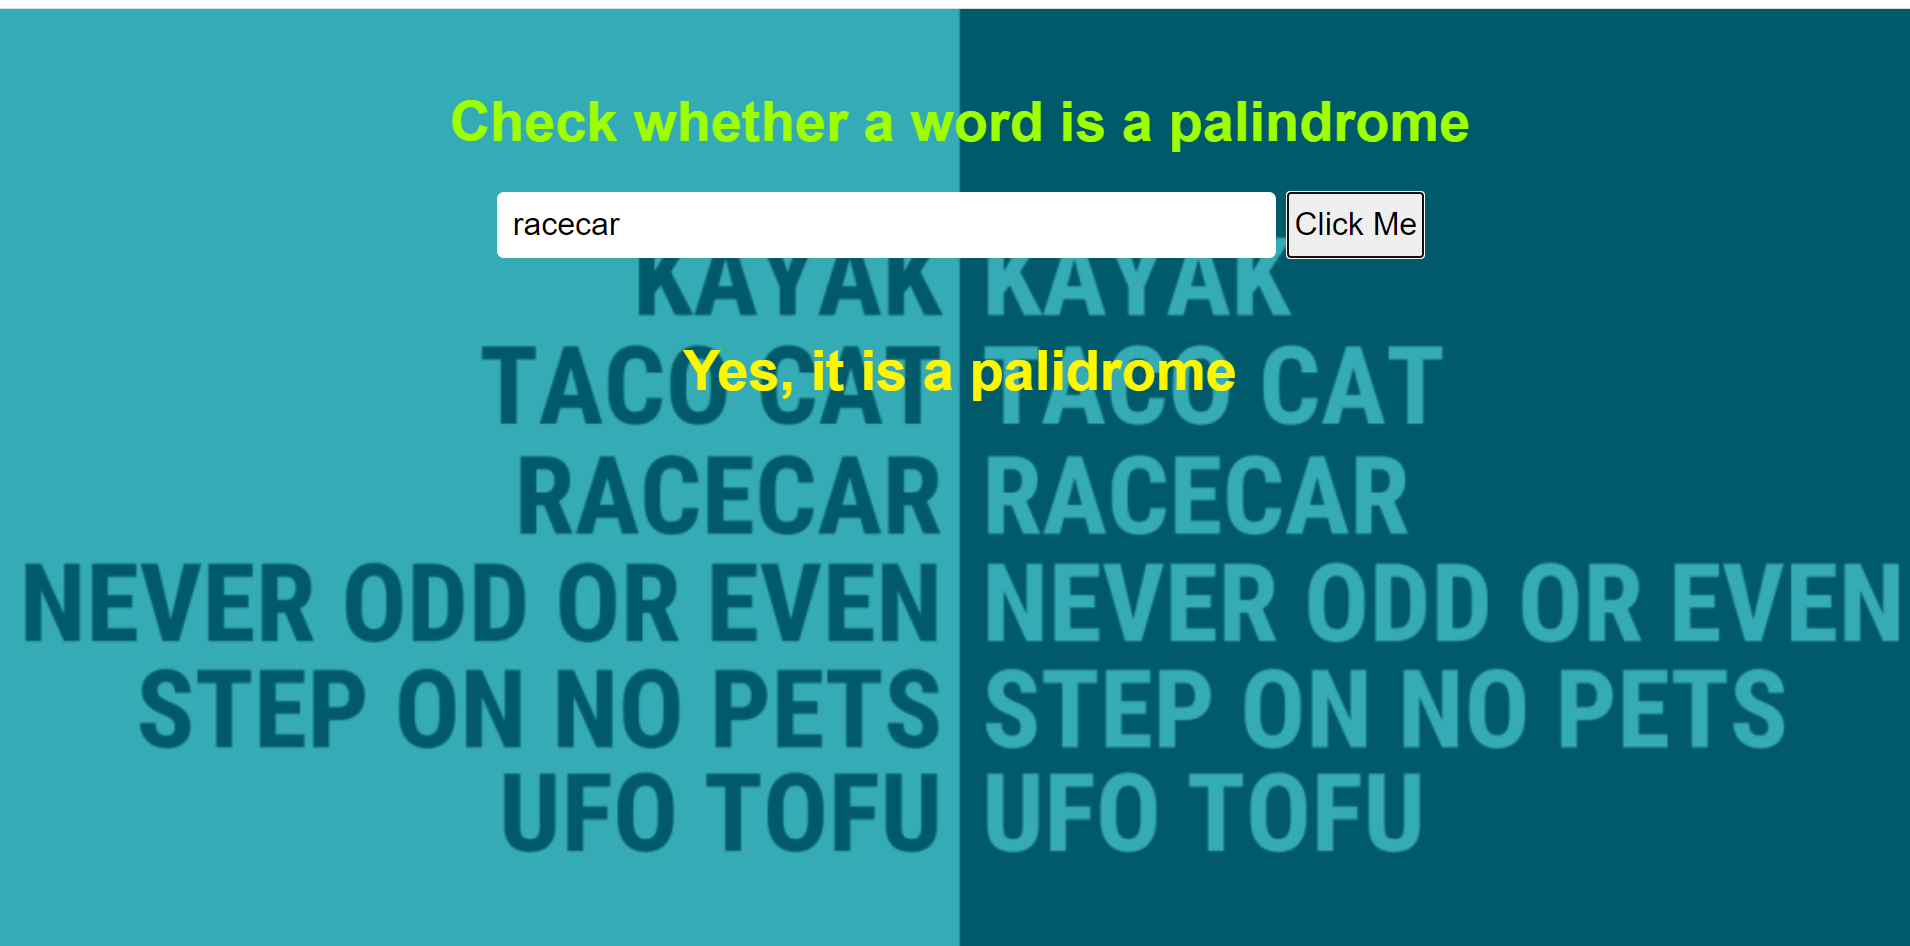 Check whether a word is a palindrome
racecar Click Me
KAYAK KAYAK
Yes, it is a palidrome
TACO CAT TACO CAT
RACECAR RACECAR
NEVER ODD OR EVEN NEVER ODD OR EVEN
STEP ON NO PETS STEP ON NO PETS
UFO TOFU UFO TOFU